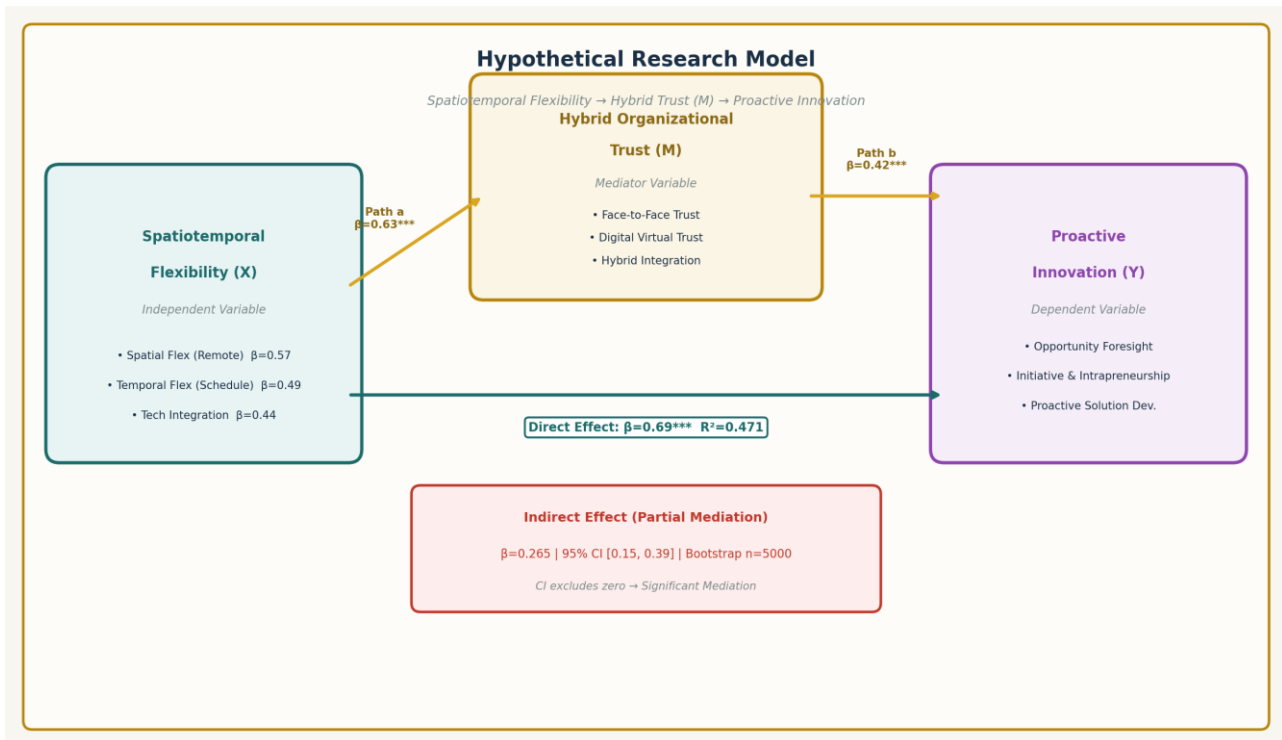 Hypothetical Research Model
Spatiotemporal Flexibility → Hybrid Trust (M) → Proactive Innovation
Spatiotemporal
Flexibility (X)
Independent Variable
• Spatial Flex (Remote)  β=0.57
• Temporal Flex (Schedule)  β=0.49
• Tech Integration  β=0.44
Path a
β=0.63***
Hybrid Organizational
Trust (M)
Mediator Variable
• Face-to-Face Trust
• Digital Virtual Trust
• Hybrid Integration
Path b
β=0.42***
Proactive
Innovation (Y)
Dependent Variable
• Opportunity Foresight
• Initiative & Intrapreneurship
• Proactive Solution Dev.
Direct Effect: β=0.69***  R²=0.471
Indirect Effect (Partial Mediation)
β=0.265 | 95% CI [0.15, 0.39] | Bootstrap n=5000
CI excludes zero → Significant Mediation